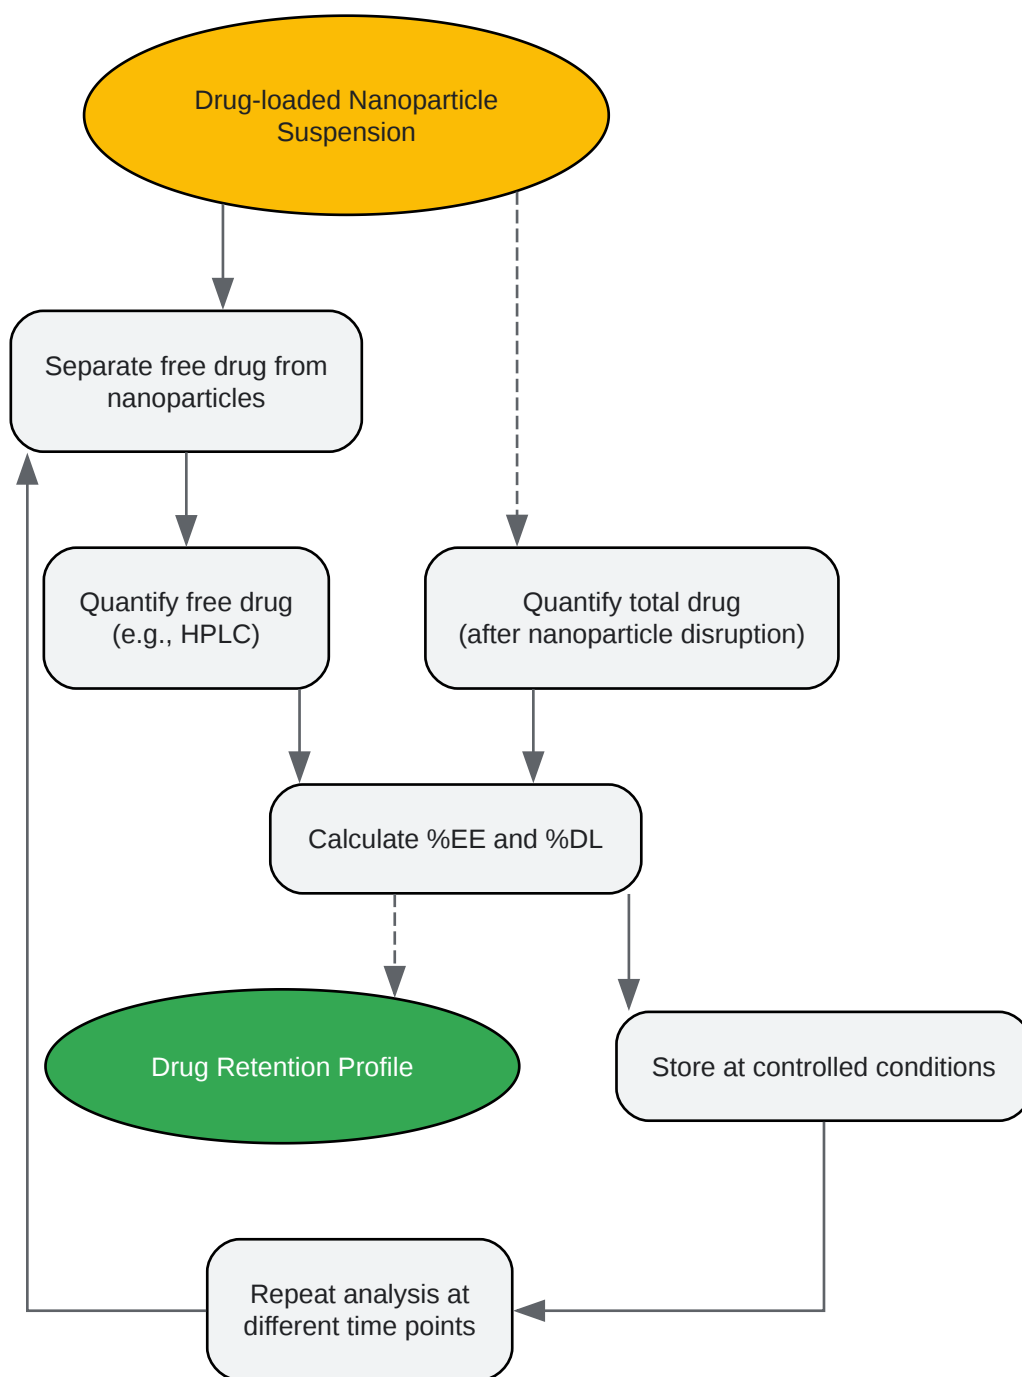 Drug-loaded Nanoparticle
Suspension
Separate free drug from
nanoparticles
Quantify free drug
(e.g., HPLC)
Quantify total drug
(after nanoparticle disruption)
Calculate %EE and %DL
Drug Retention Profile
Store at controlled conditions
Repeat analysis at
different time points